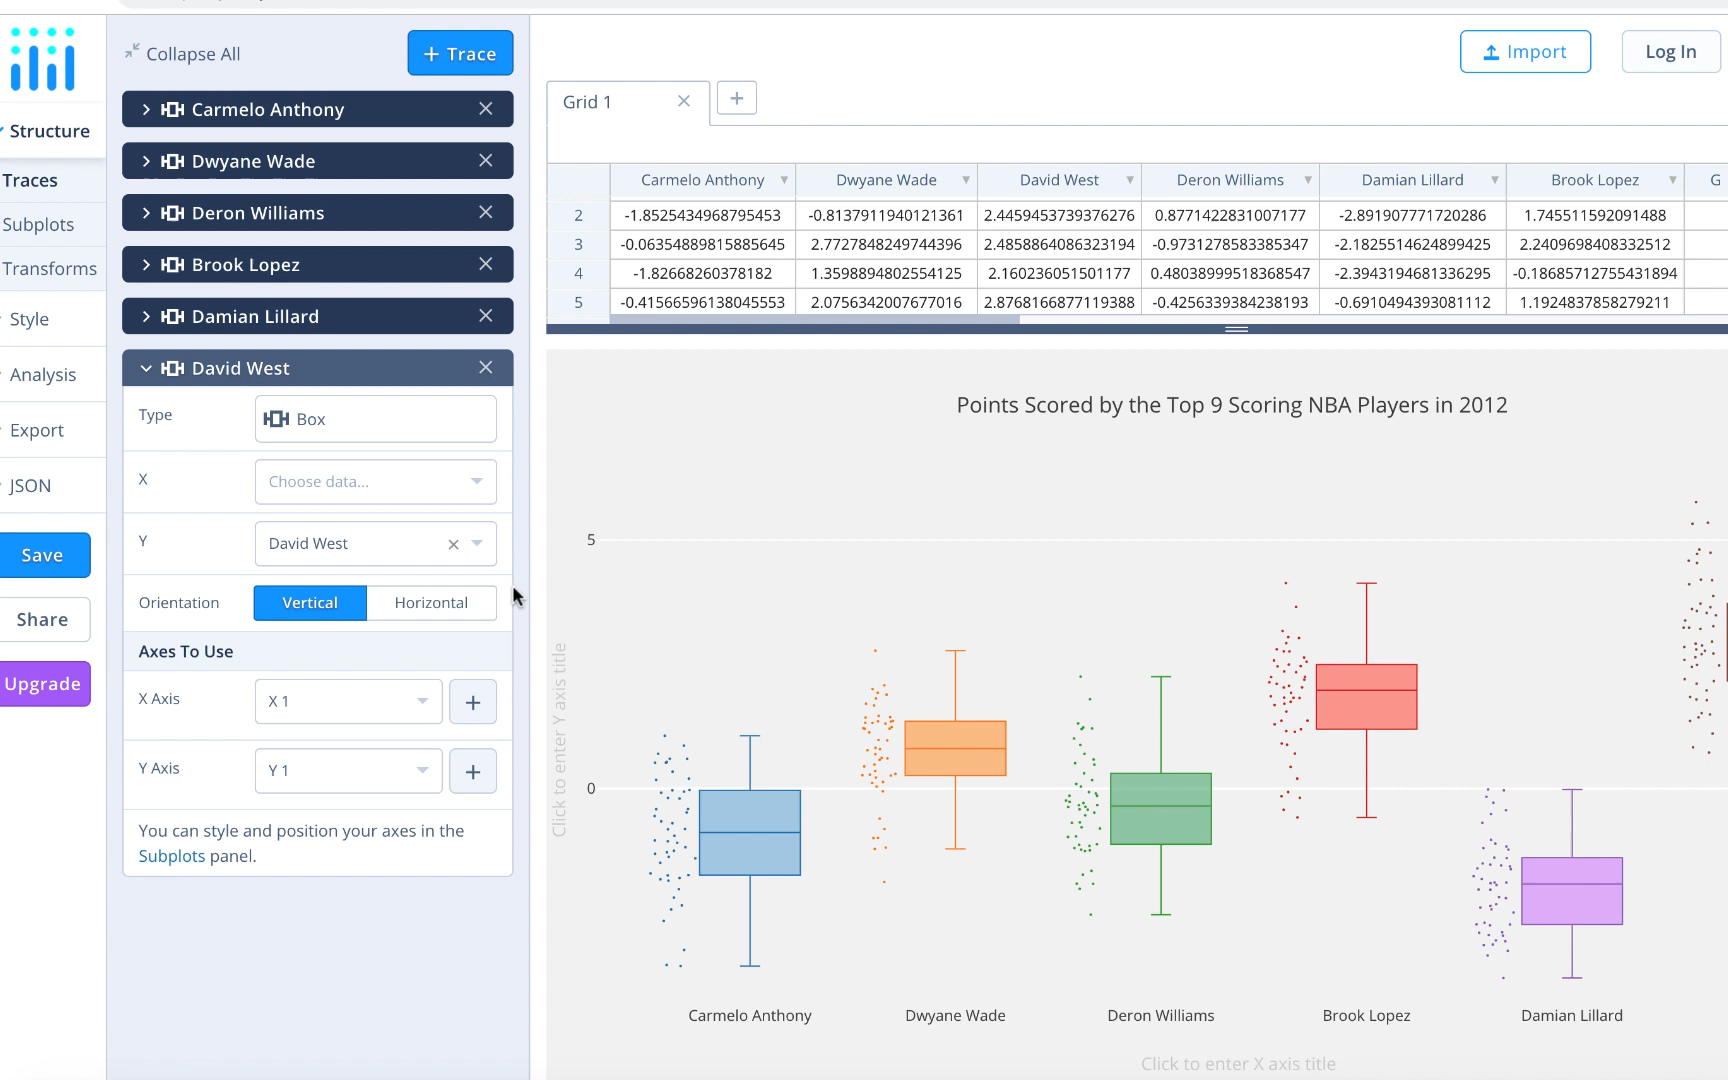 Collapse All
+ Trace
Import
Log In
Carmelo Anthony
Dwyane Wade
Deron Williams
Brook Lopez
Damian Lillard
David West
Structure
Traces
Subplots
Transforms
Style
Analysis
Export
JSON
Save
Share
Upgrade
Type
Box
X
Choose data...
Y
David West
Orientation
Vertical
Horizontal
Axes To Use
X Axis
X 1
+
Y Axis
Y 1
+
You can style and position your axes in the
Subplots panel.
Grid 1
+
Carmelo Anthony Dwyane Wade David West Deron Williams Damian Lillard Brook Lopez G
2 -1.8525434968795453 -0.8137911940121361 2.4459453739376276 0.8771422831007177 -2.891907771720286 1.745511592091488
3 -0.06354889815885645 2.7727848249744396 2.4858864086323194 -0.9731278583385347 -2.1825514624899425 2.2409698408332512
4 -1.82668260378182 1.3598894802554125 2.160236051501177 0.48038999518368547 -2.3943194681336295 -0.18685712755431894
5 -0.41566596138045553 2.0756342007677016 2.8768166877119388 -0.4256339384238193 -0.6910494393081112 1.1924837858279211
Points Scored by the Top 9 Scoring NBA Players in 2012
5
0
Click to enter Y axis title
Carmelo Anthony Dwyane Wade Deron Williams Brook Lopez Damian Lillard
Click to enter X axis title